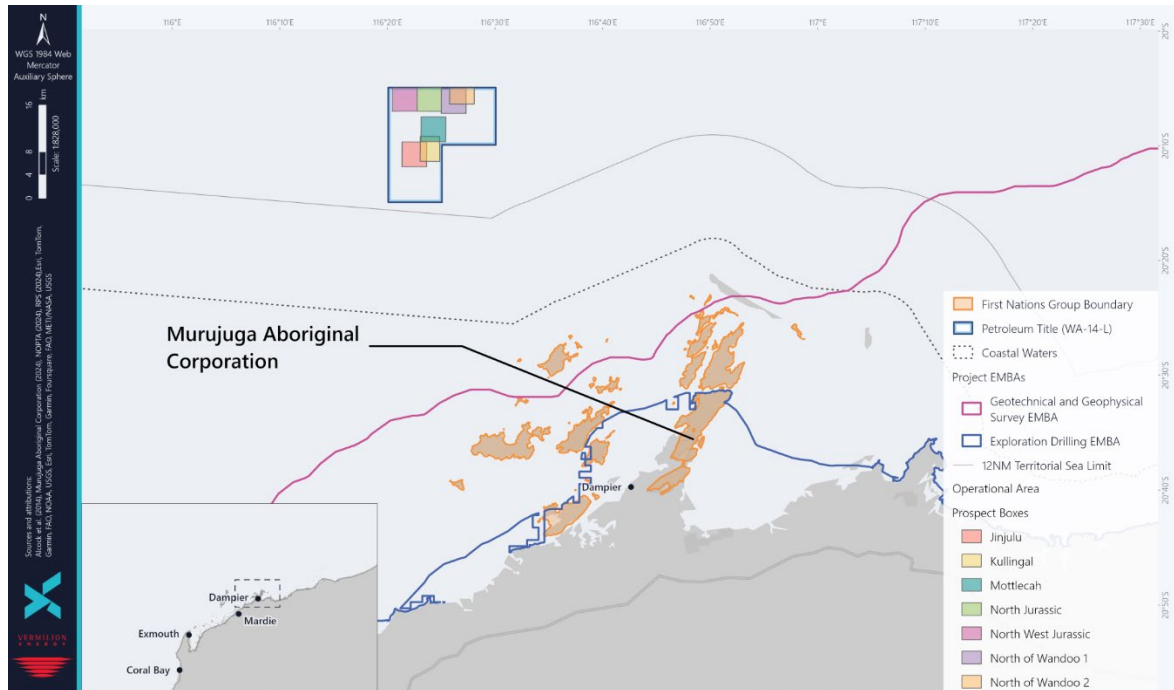 N
WGS 1984 Web
Mercator
Auxiliary Sphere
km
16
8
4
0
Scale: 1:828,000
Sources and attributions:
Alcock et al. (2014), Murujuga Aboriginal Corporation (2024), NOPTA (2024), RPS (2024),Esri, TomTom,
Garmin, FAO, NOAA, USGS, Esri, TomTom, Garmin, Foursquare, FAO, METI/NASA, USGS
VERMILION
ENERGY
116°E
116°10'E
116°20'E
116°30'E
116°40'E
116°50'E
117°E
117°10'E
117°20'E
117°30'E
20°S
20°10'S
20°20'S
20°30'S
20°40'S
20°50'S
Murujuga Aboriginal
Corporation
Dampier
Dampier
Mardie
Exmouth
Coral Bay
First Nations Group Boundary
Petroleum Title (WA-14-L)
Coastal Waters
Project EMBAs
Geotechnical and Geophysical
Survey EMBA
Exploration Drilling EMBA
12NM Territorial Sea Limit
Operational Area
Prospect Boxes
Jinjulu
Kullingal
Mottlecah
North Jurassic
North West Jurassic
North of Wandoo 1
North of Wandoo 2